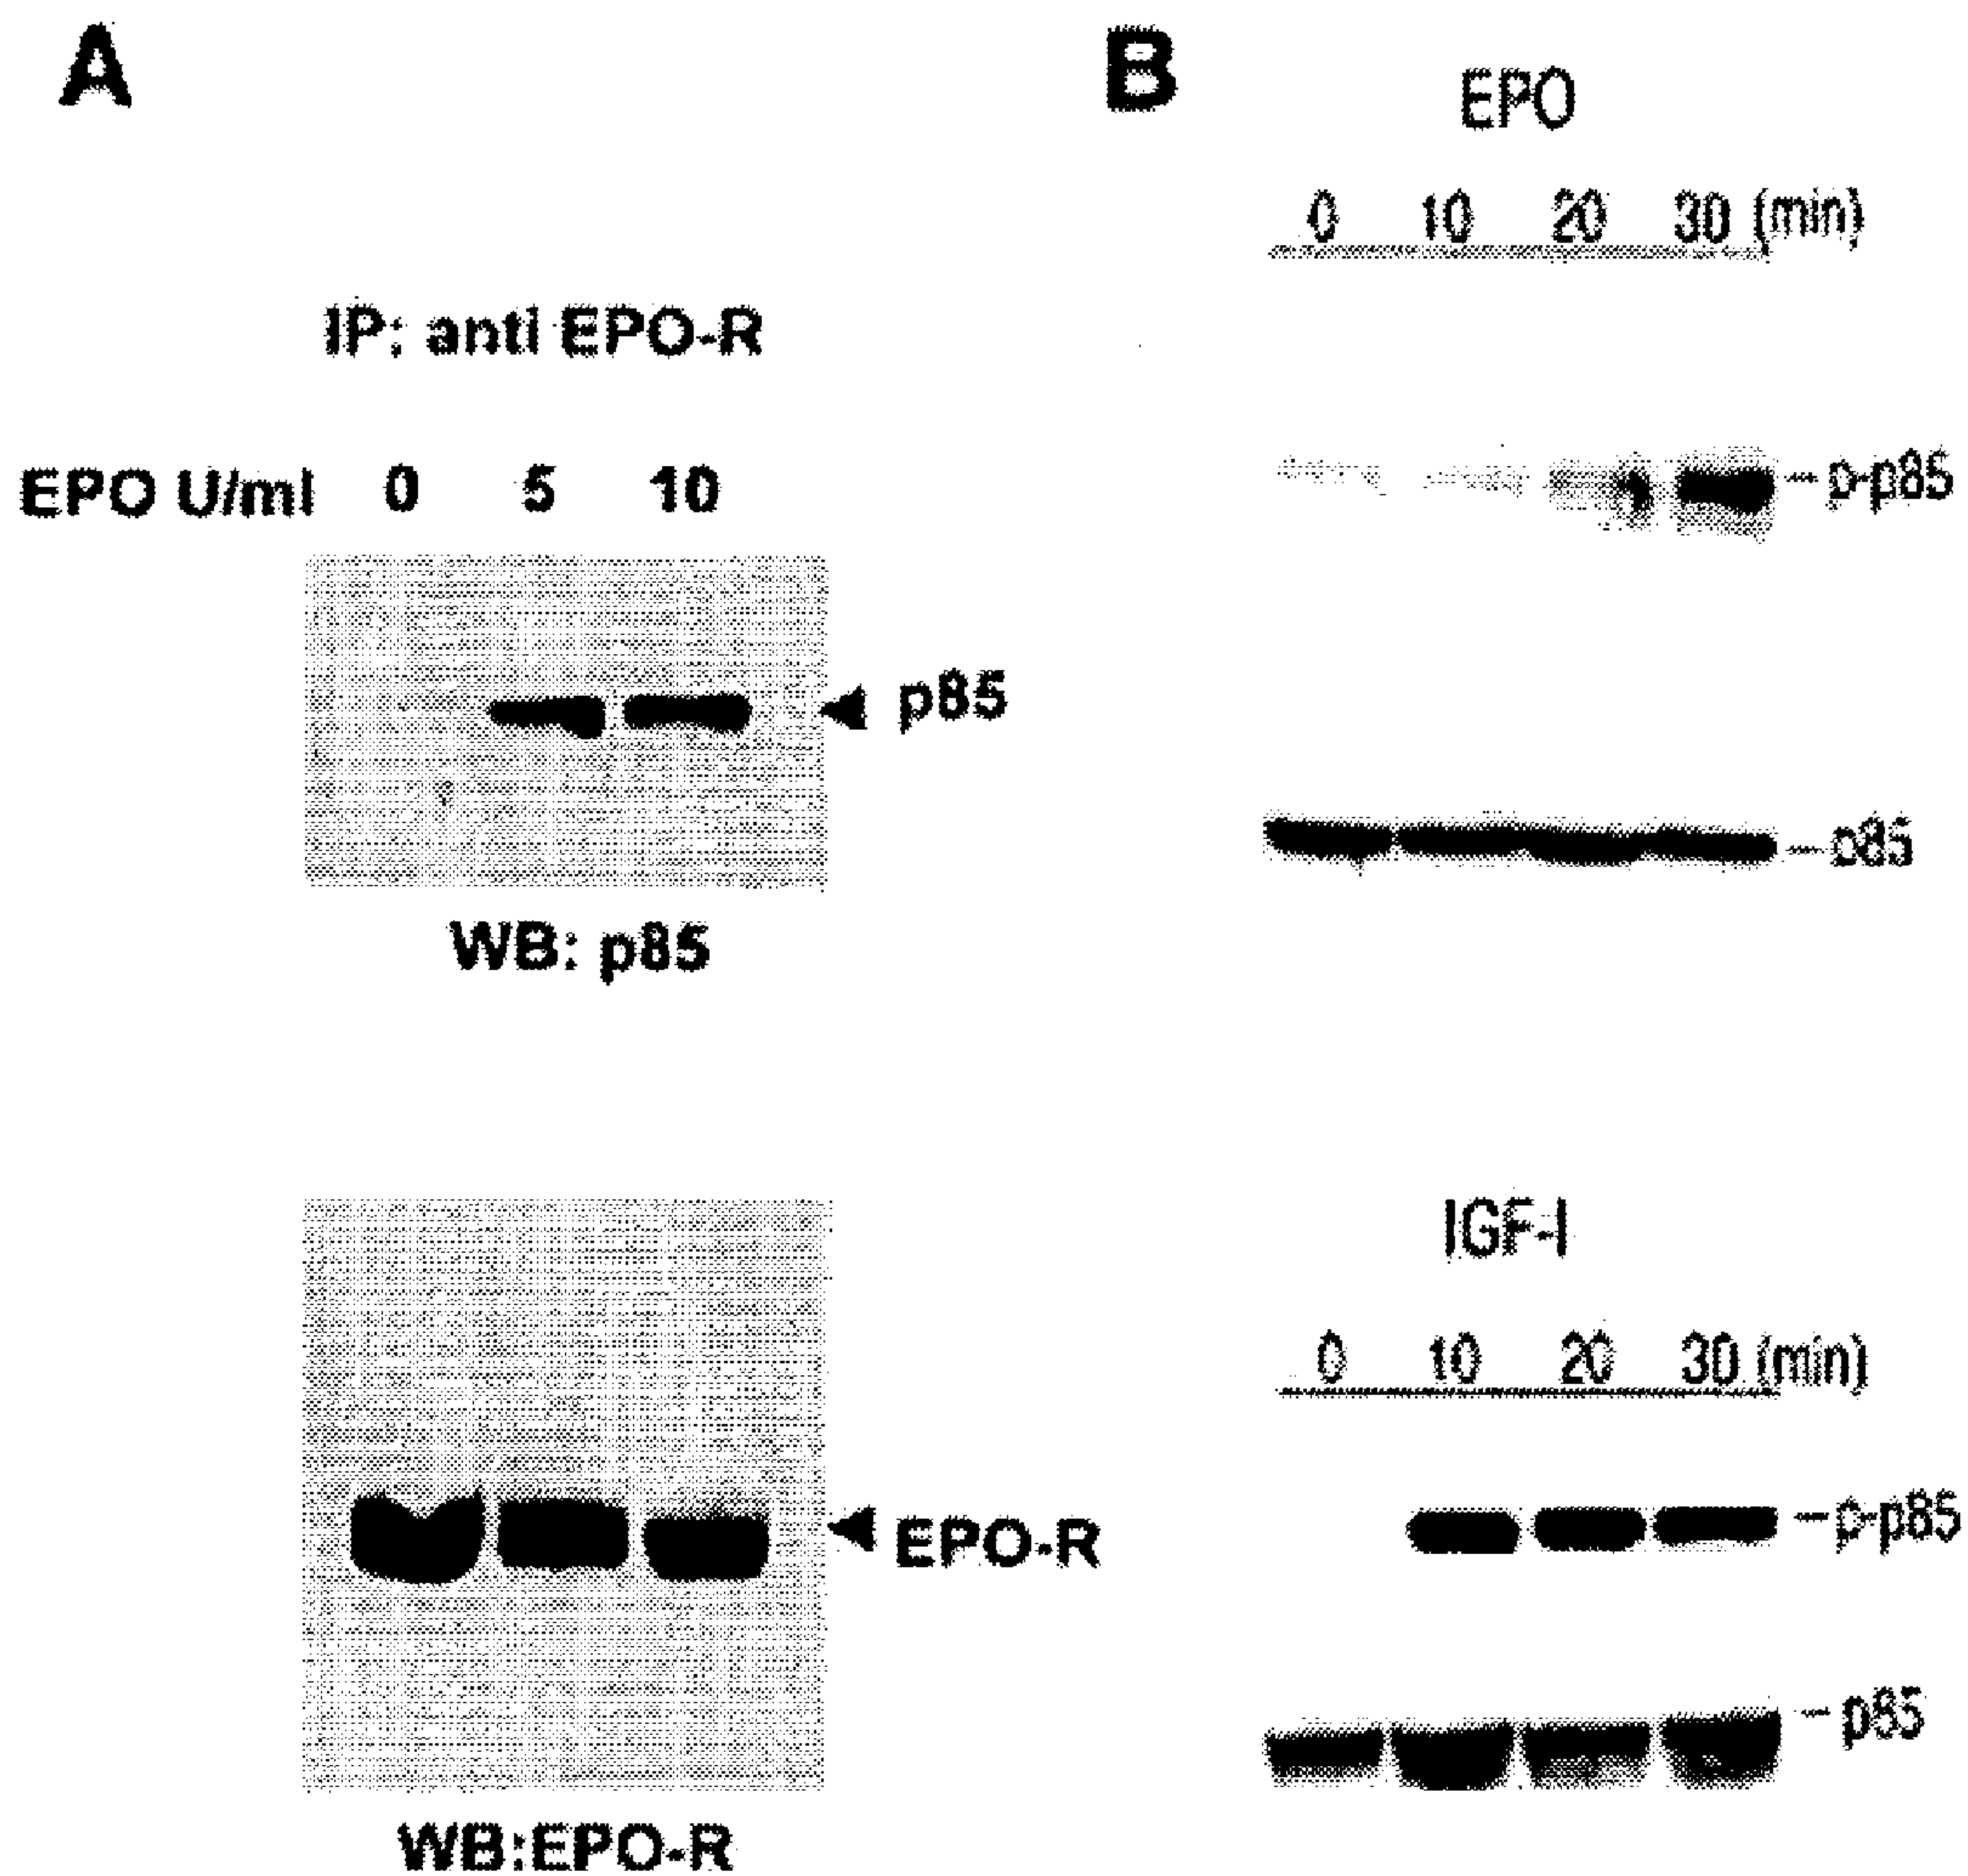 A
IP: anti EPO-R
EPO U/ml 0 5 10
p85
WB: p85
EPO-R
WB:EPO-R
B
EPO
0 10 20 30 (min)
p-p85
p85
IGF-I
0 10 20 30 (min)
p-p85
p85